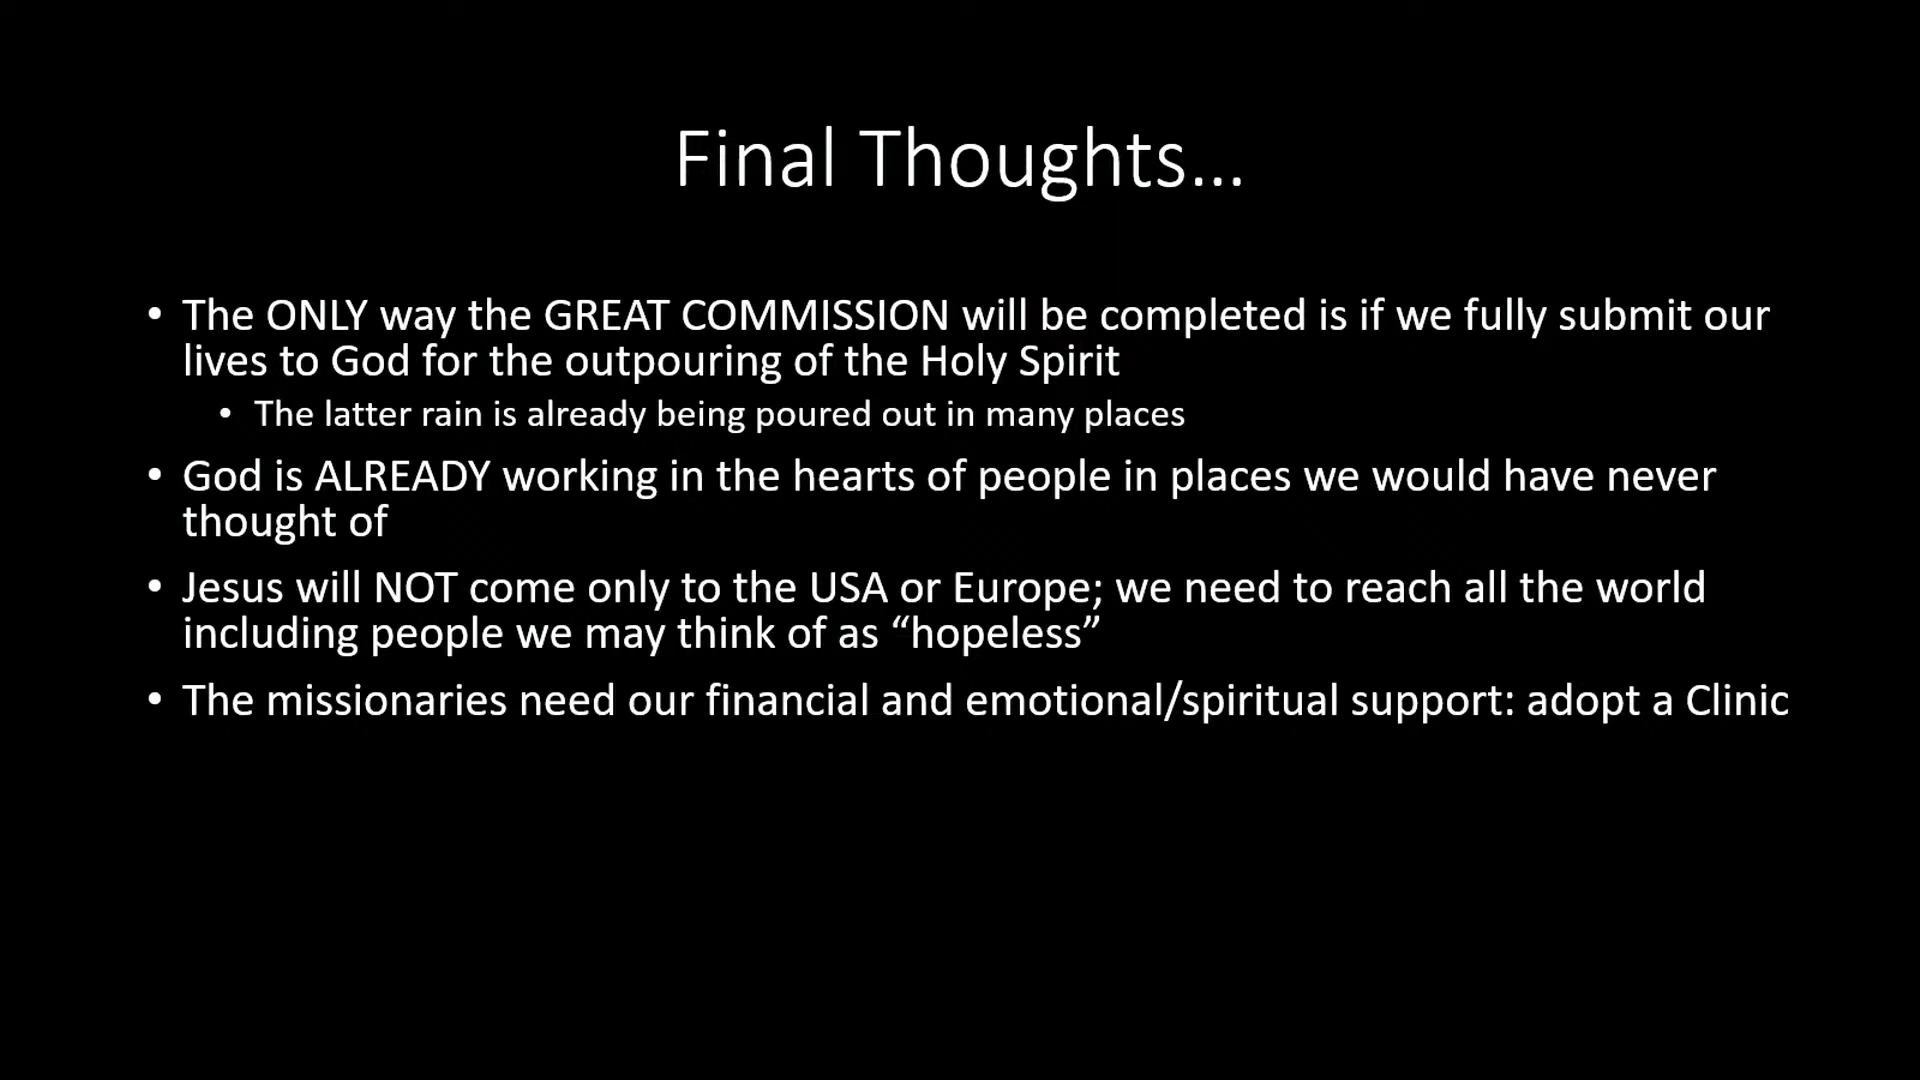 Final Thoughts...
• The ONLY way the GREAT COMMISSION will be completed is if we fully submit our
lives to God for the outpouring of the Holy Spirit
• The latter rain is already being poured out in many places
• God is ALREADY working in the hearts of people in places we would have never
thought of
• Jesus will NOT come only to the USA or Europe; we need to reach all the world
including people we may think of as “hopeless”
• The missionaries need our financial and emotional/spiritual support: adopt a Clinic